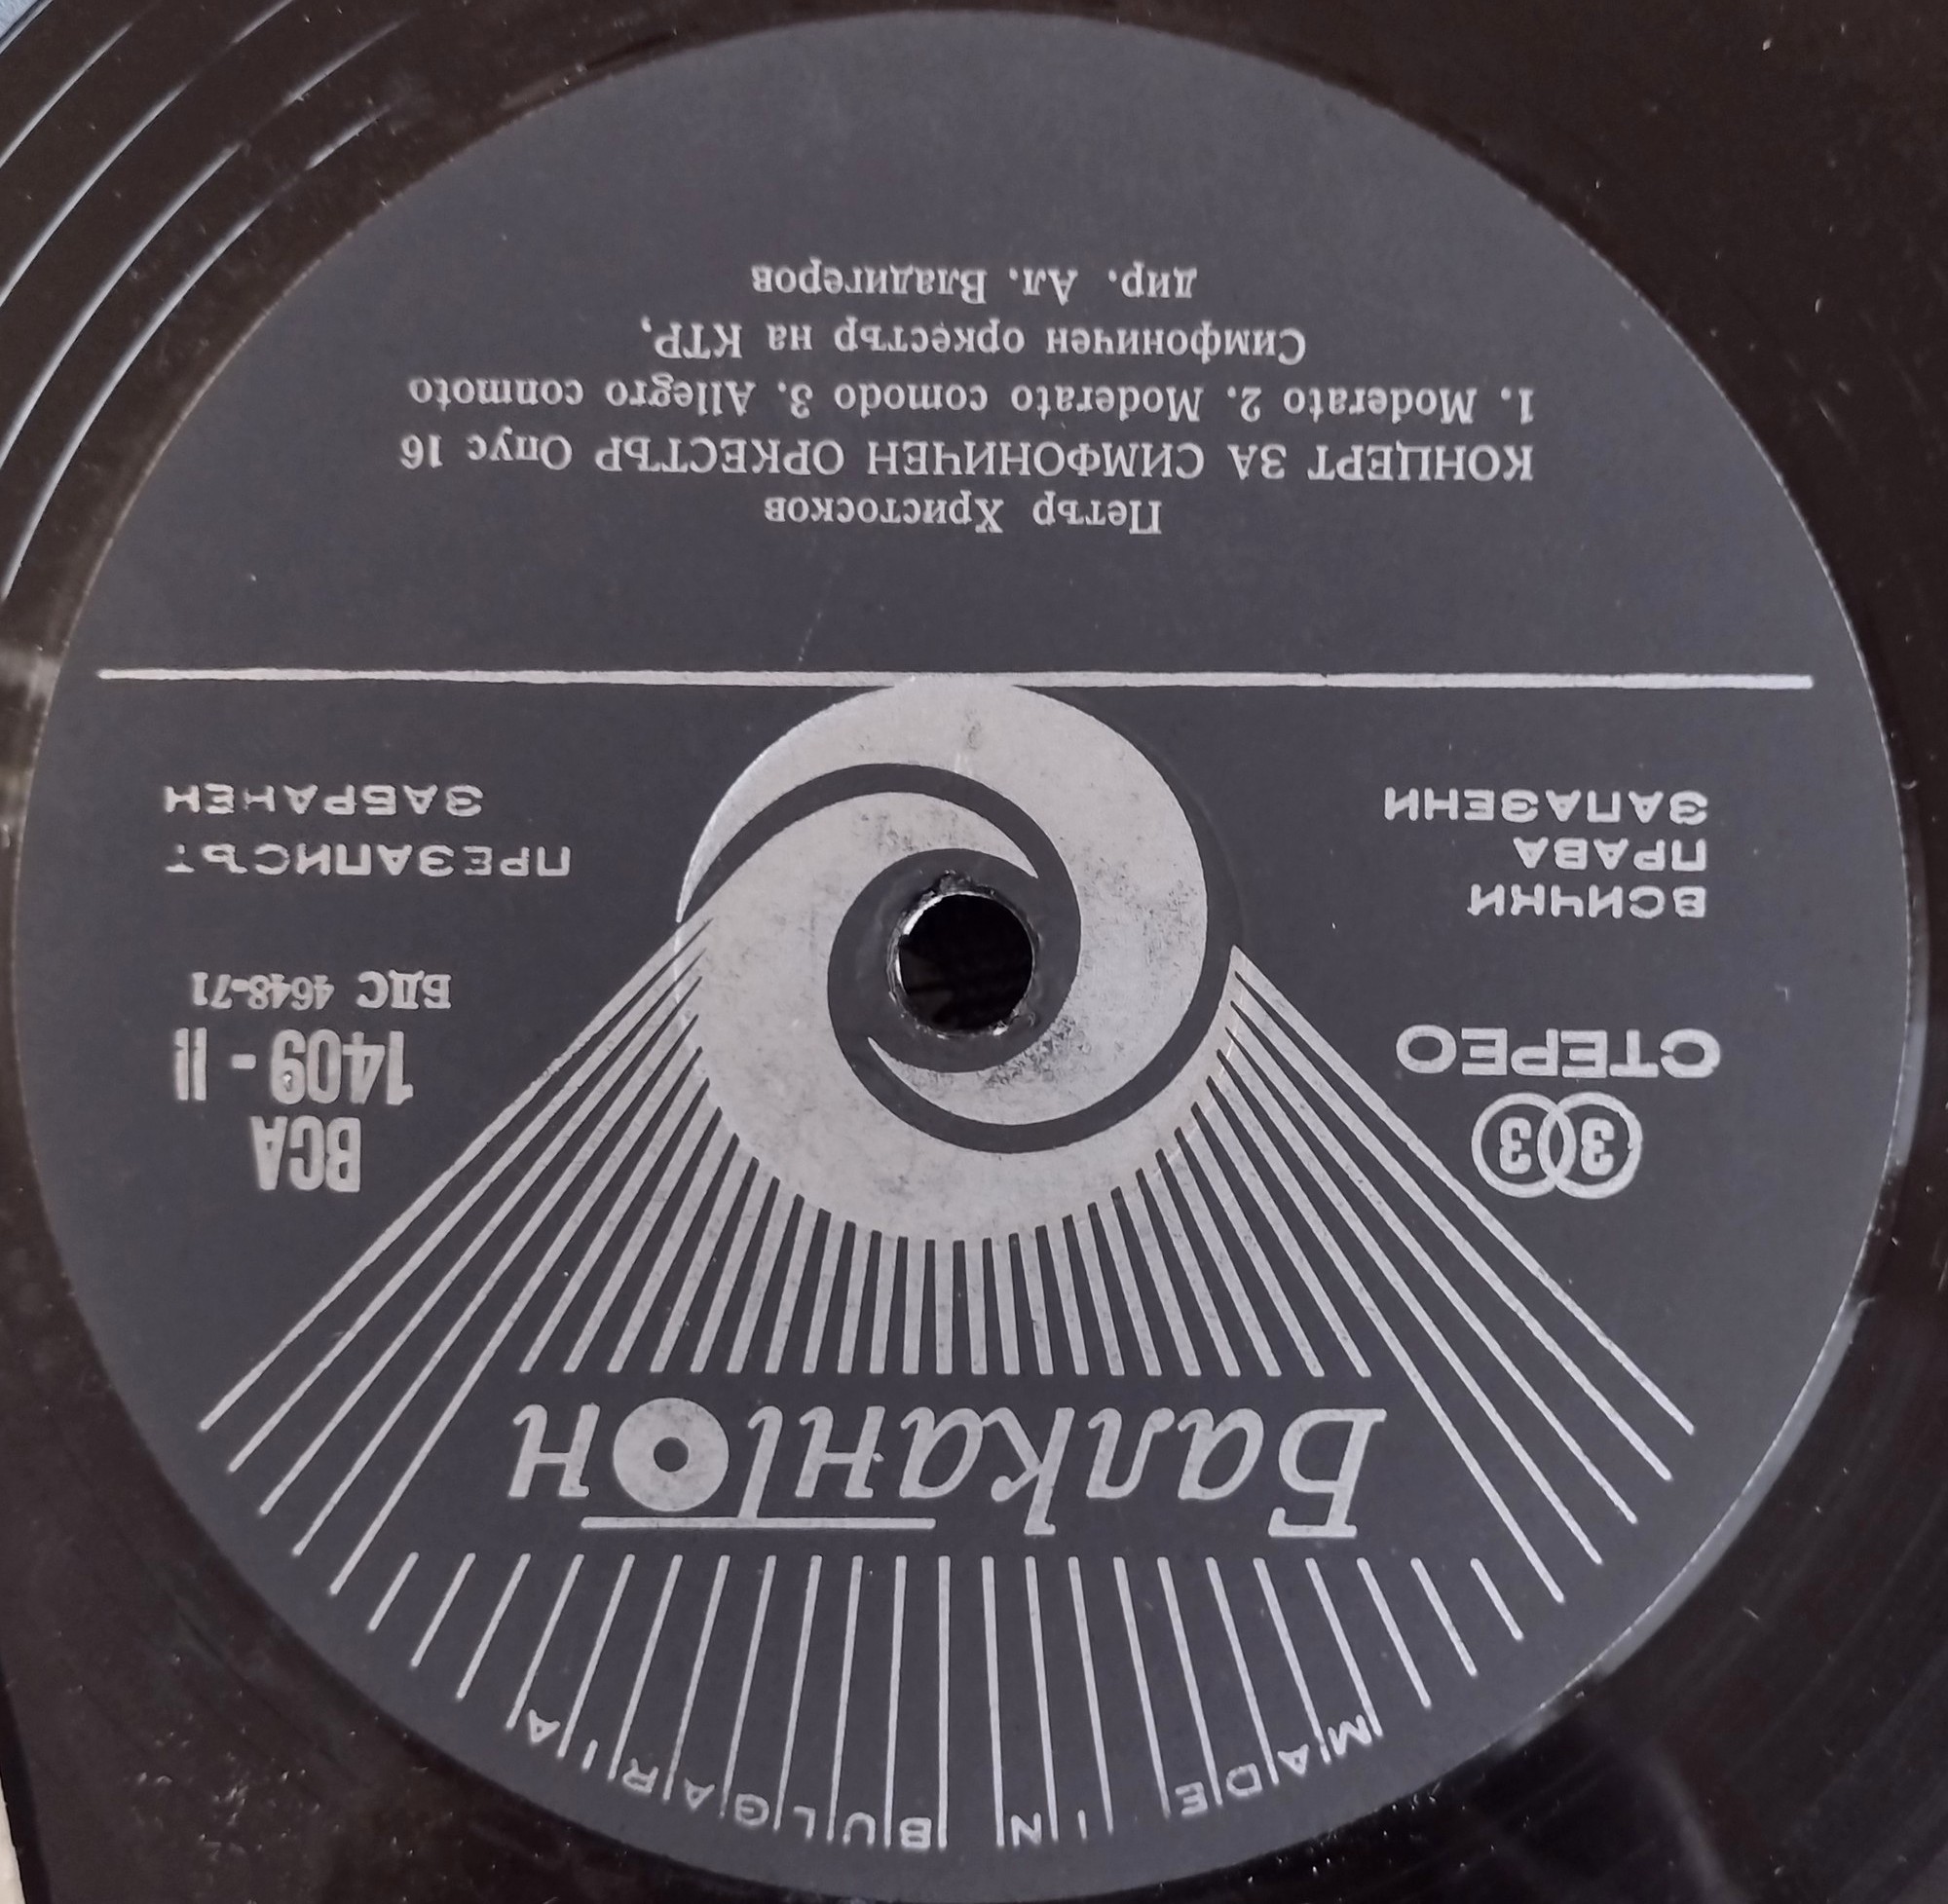 MADE IN BULGARIA
Балкантон
33
СТЕРЕО
ВСИЧКИ
ПРАВА
ЗАПАЗЕНИ
ВСА
1409 - II
БДС 4648-71
ПРЕЗАПИСЪТ
ЗАБРАНЕН
Петър Христосков
КОНЦЕРТ ЗА СИМФОНИЧЕН ОРКЕСТЪР Опус 16
1. Moderato 2. Moderato comodo 3. Allegro conmoto
Симфоничен оркестър на КТР,
дир. Ал. Владигеров